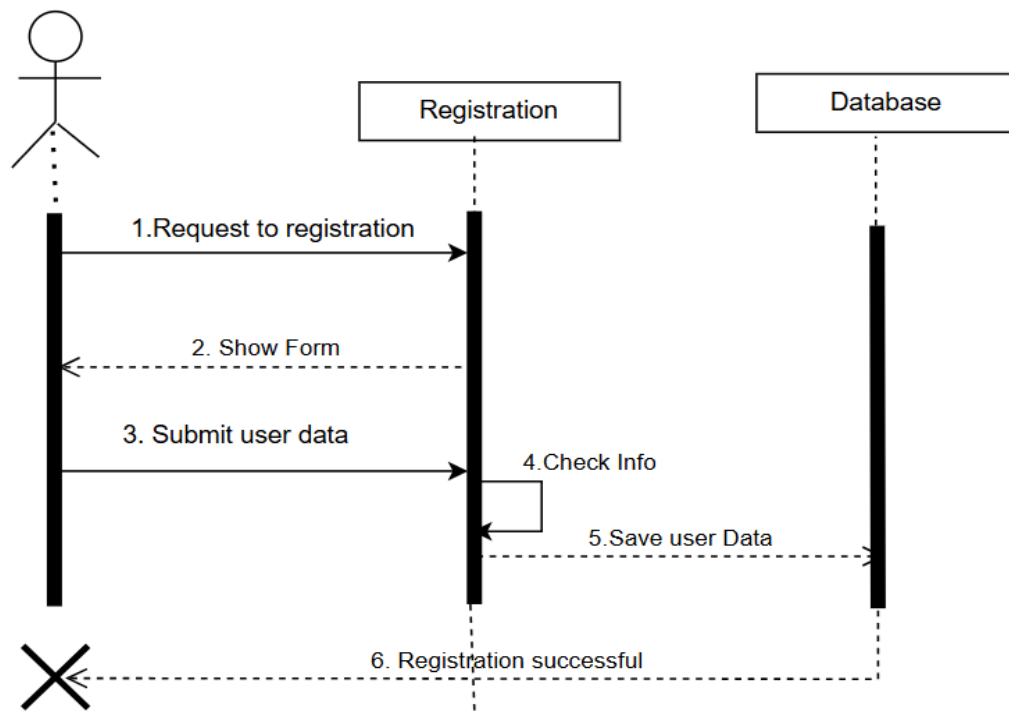 Registration
Database
1.Request to registration
2. Show Form
3. Submit user data
4.Check Info
5.Save user Data
6. Registration successful